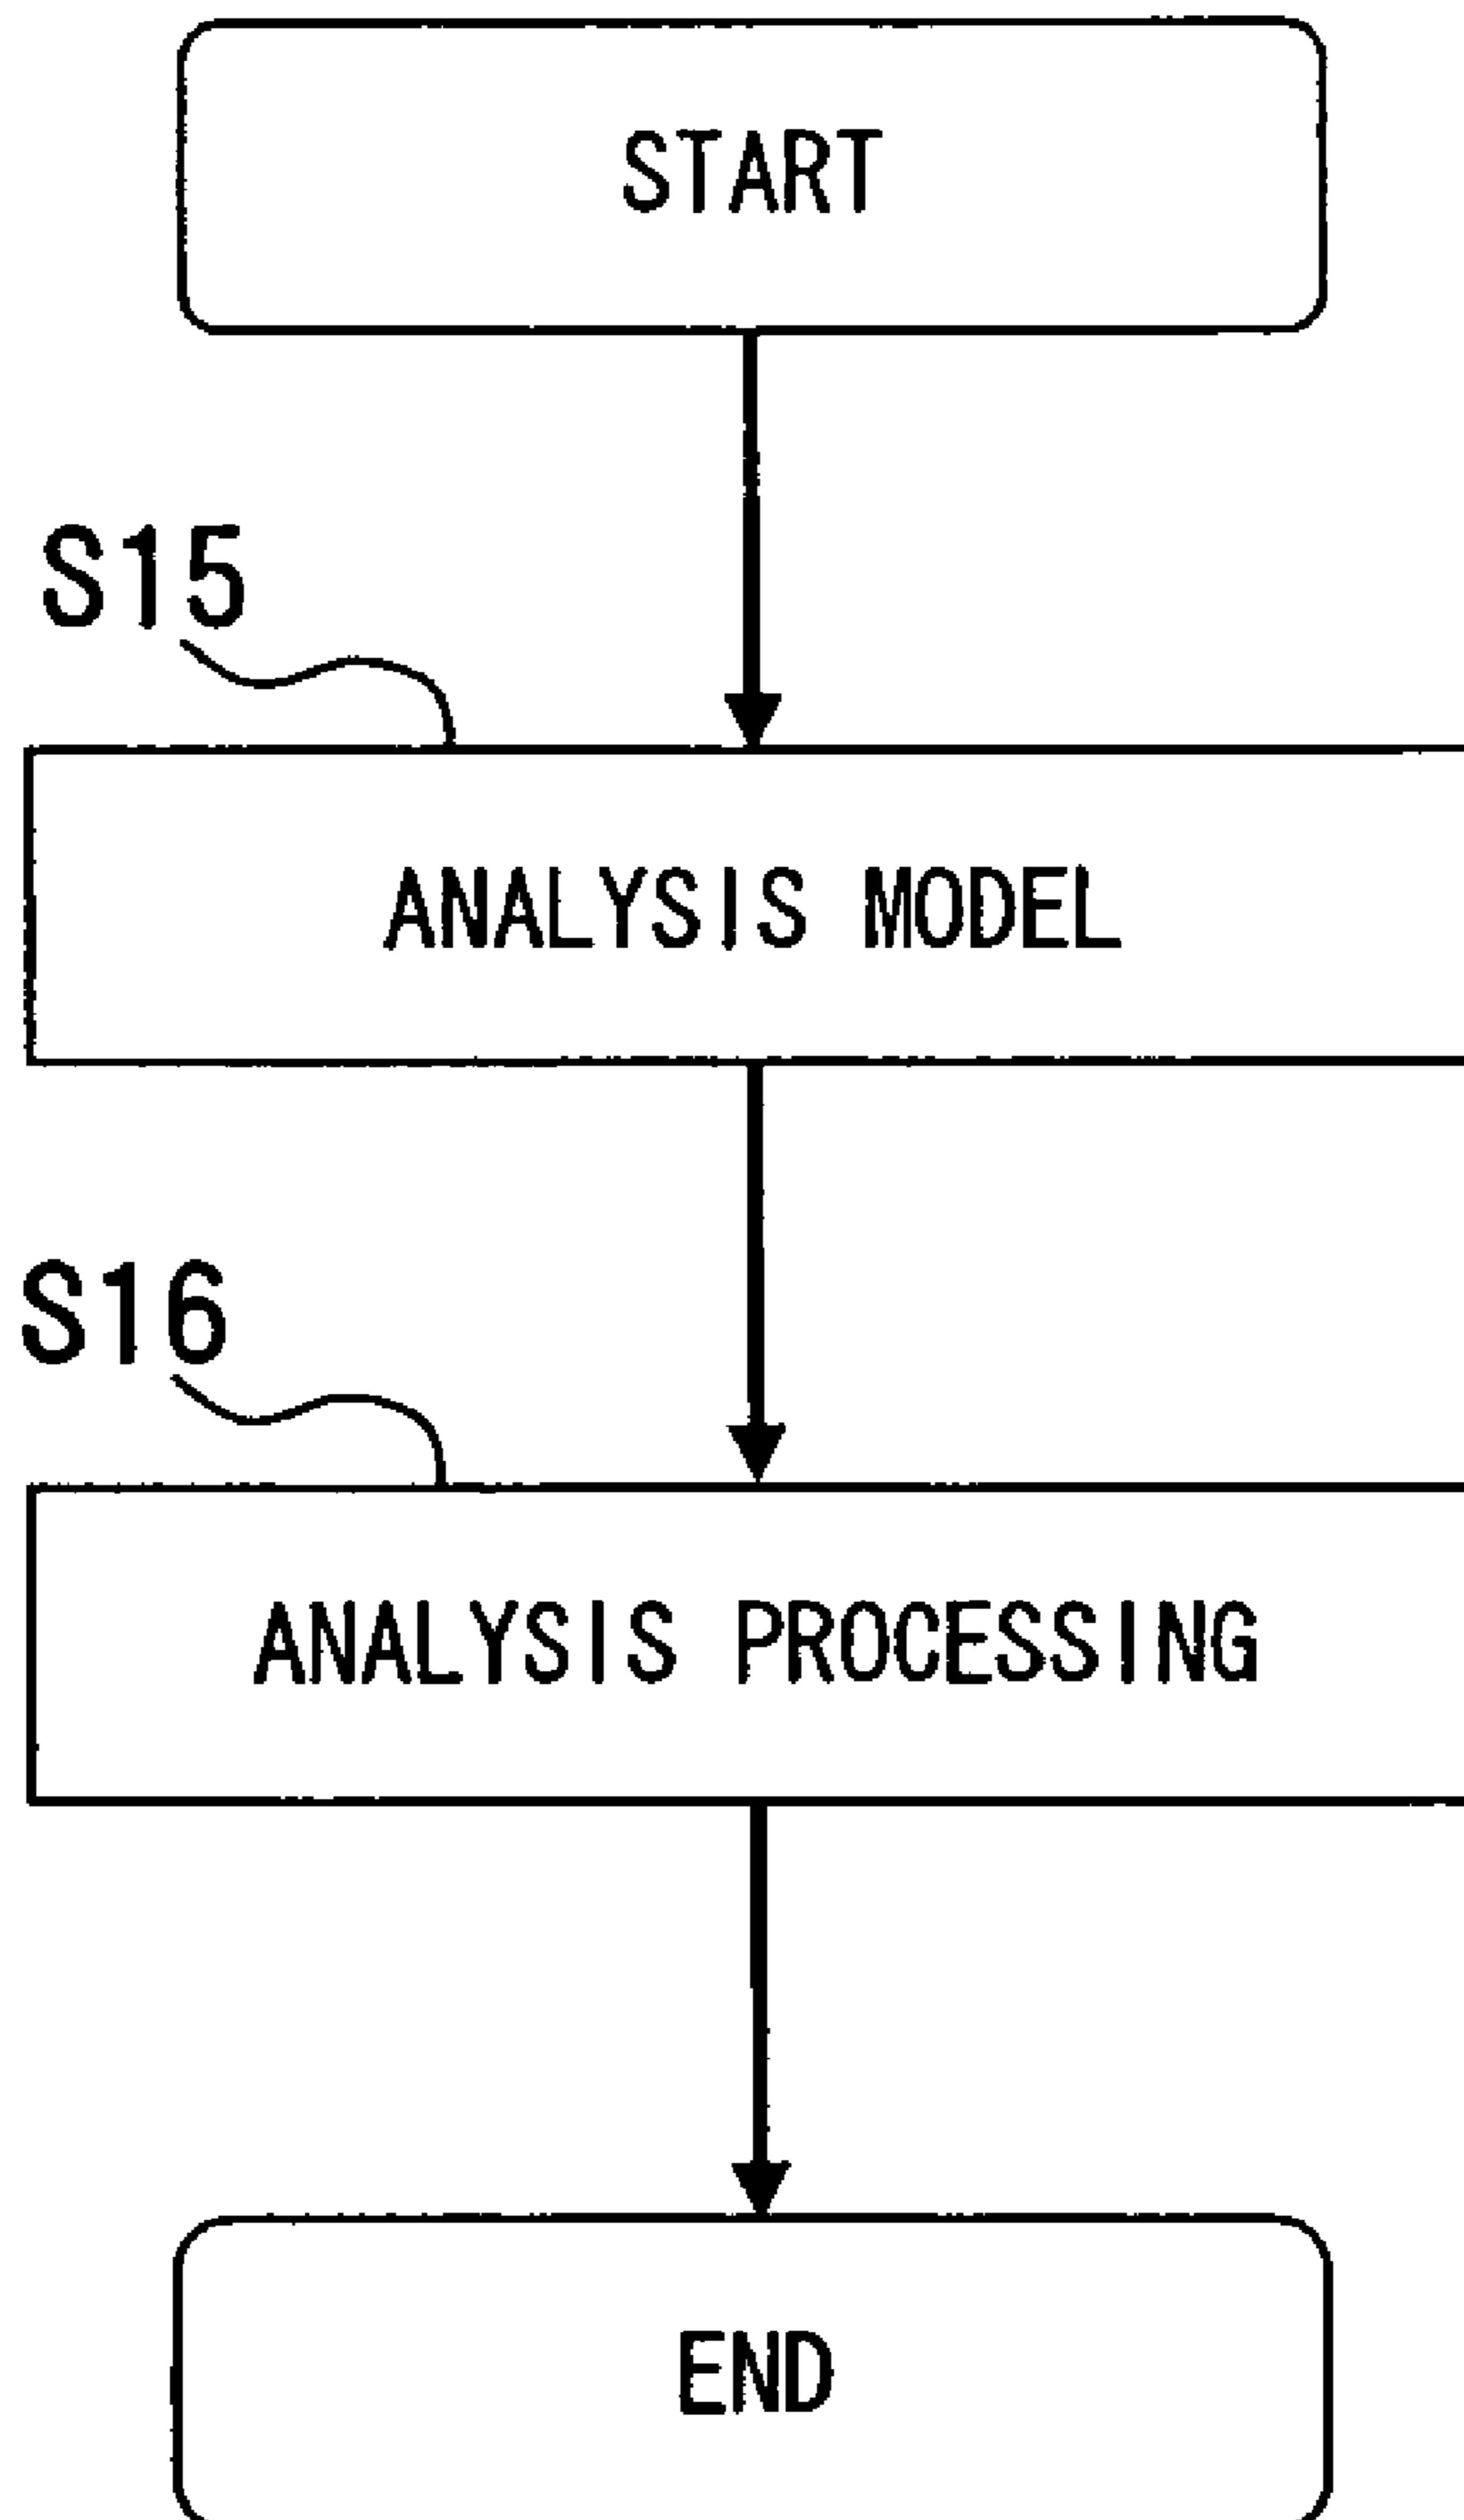 START
S15
ANALYSIS MODEL
S16
ANALYSIS PROCESSING
END